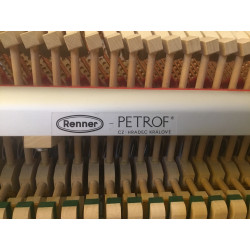 Renner – PETROF®
CZ - HRADEC KRÁLOVÉ